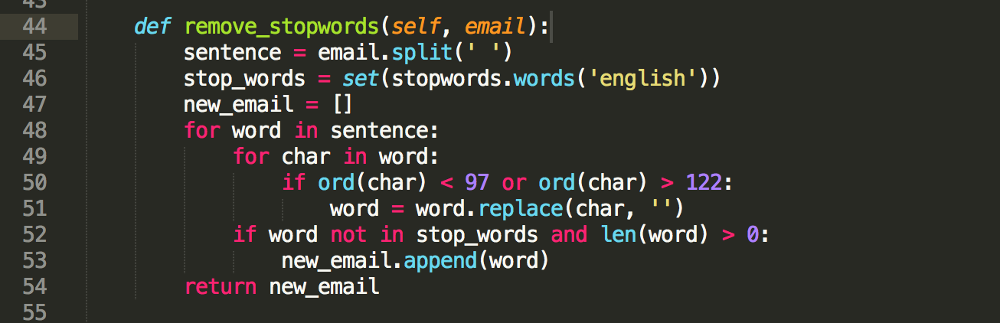 43
44 def remove_stopwords(self, email):
45 sentence = email.split(' ')
46 stop_words = set(stopwords.words('english'))
47 new_email = []
48 for word in sentence:
49 for char in word:
50 if ord(char) < 97 or ord(char) > 122:
51 word = word.replace(char, '')
52 if word not in stop_words and len(word) > 0:
53 new_email.append(word)
54 return new_email
55